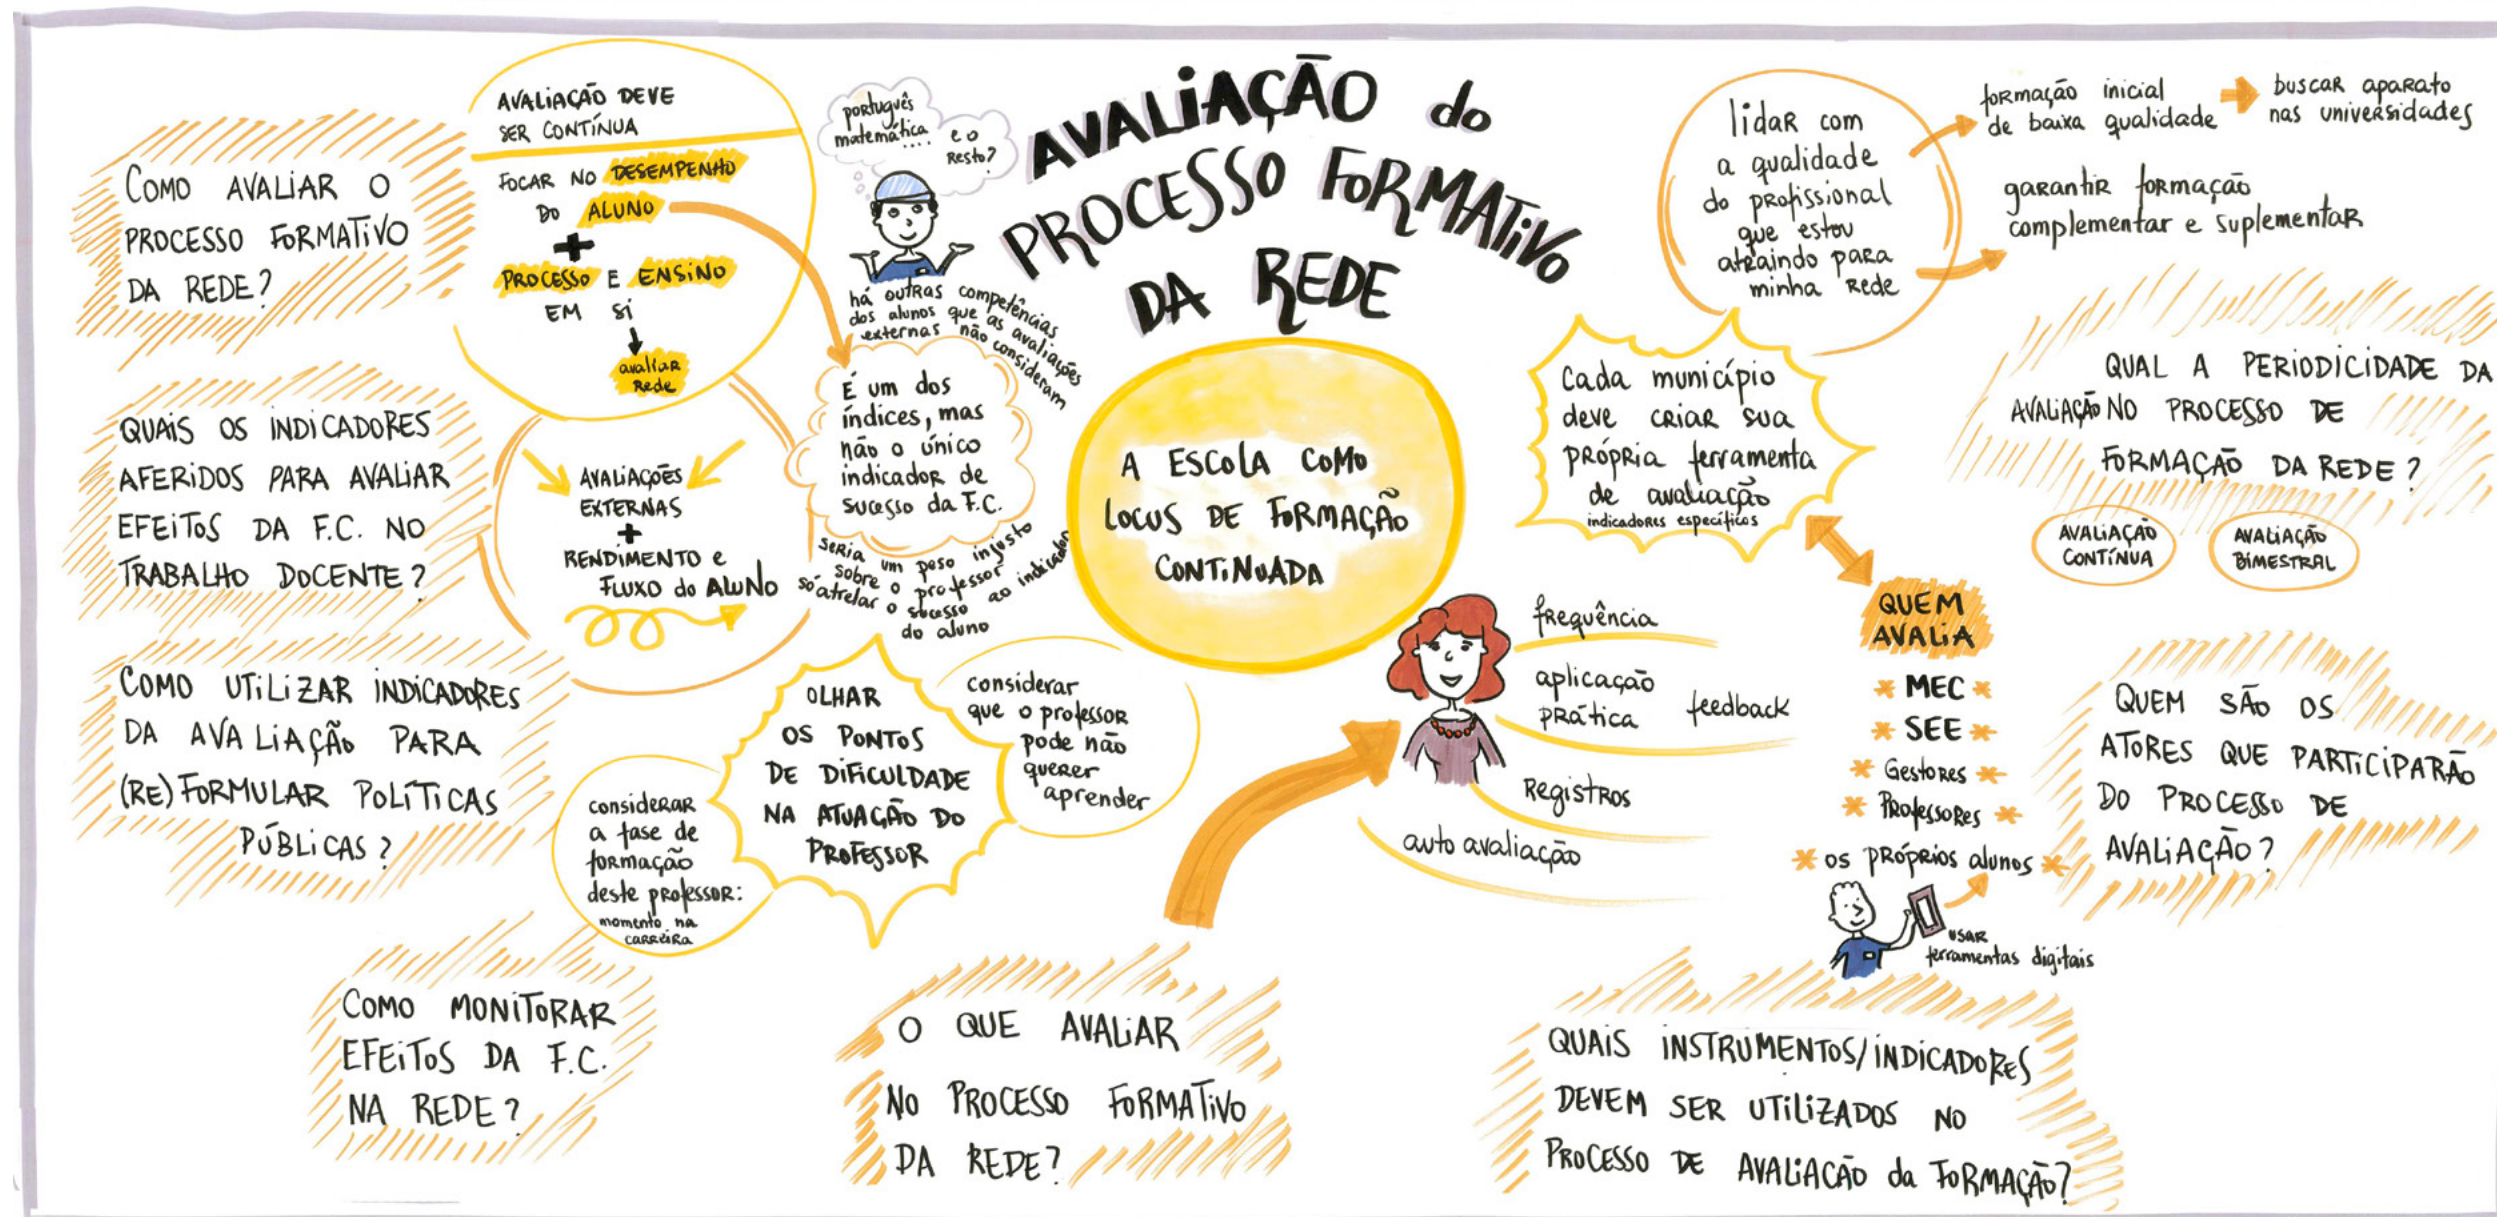 AVALIAÇÃO do
PROCESSO FORMATIVO
DA REDE
A ESCOLA COMO
LOCUS DE FORMAÇÃO
CONTINUADA
COMO AVALIAR O
PROCESSO FORMATIVO
DA REDE?
AVALIAÇÃO DEVE
SER CONTÍNUA
FOCAR NO DESEMPENHO
DO ALUNO
+
PROCESSO E ENSINO
EM SI
avaliar
Rede
português
matemática....
e o
Resto?
há outras competências
dos alunos que as avaliações
externas não consideram
É um dos
índices, mas
não o único
indicador de
sucesso da F.C.
seria um peso injusto
sobre o professor
só atrelar o sucesso ao indicador
do aluno
QUAIS OS INDICADORES
AFERIDOS PARA AVALIAR
EFEITOS DA F.C. NO
TRABALHO DOCENTE?
AVALIAÇÕES
EXTERNAS
+
RENDIMENTO e
FLUXO do ALUNO
COMO UTILIZAR INDICADORES
DA AVALIAÇÃO PARA
(RE)FORMULAR POLÍTICAS
PÚBLICAS?
OLHAR
OS PONTOS
DE DIFICULDADE
NA ATUAÇÃO DO
PROFESSOR
considerar
que o professor
pode não
querer
aprender
considerar
a fase de
formação
deste professor:
momento na
carreira
COMO MONITORAR
EFEITOS DA F.C.
NA REDE?
O QUE AVALIAR
NO PROCESSO FORMATIVO
DA REDE?
frequência
aplicação
prática
feedback
Registros
auto avaliação
lidar com
a qualidade
do profissional
que estou
atraindo para
minha Rede
formação inicial
de baixa qualidade
buscar aparato
nas universidades
garantir formação
complementar e suplementar
Cada município
deve criar sua
própria ferramenta
de avaliação
indicadores específicos
QUAL A PERIODICIDADE DA
AVALIAÇÃO NO PROCESSO DE
FORMAÇÃO DA REDE?
AVALIAÇÃO
CONTÍNUA
AVALIAÇÃO
BIMESTRAL
QUEM
AVALIA
MEC
SEE
Gestores
Professores
os próprios alunos
usar
ferramentas digitais
QUEM SÃO OS
ATORES QUE PARTICIPARÃO
DO PROCESSO DE
AVALIAÇÃO?
QUAIS INSTRUMENTOS/INDICADORES
DEVEM SER UTILIZADOS NO
PROCESSO DE AVALIACÃO da FORMAÇÃO?